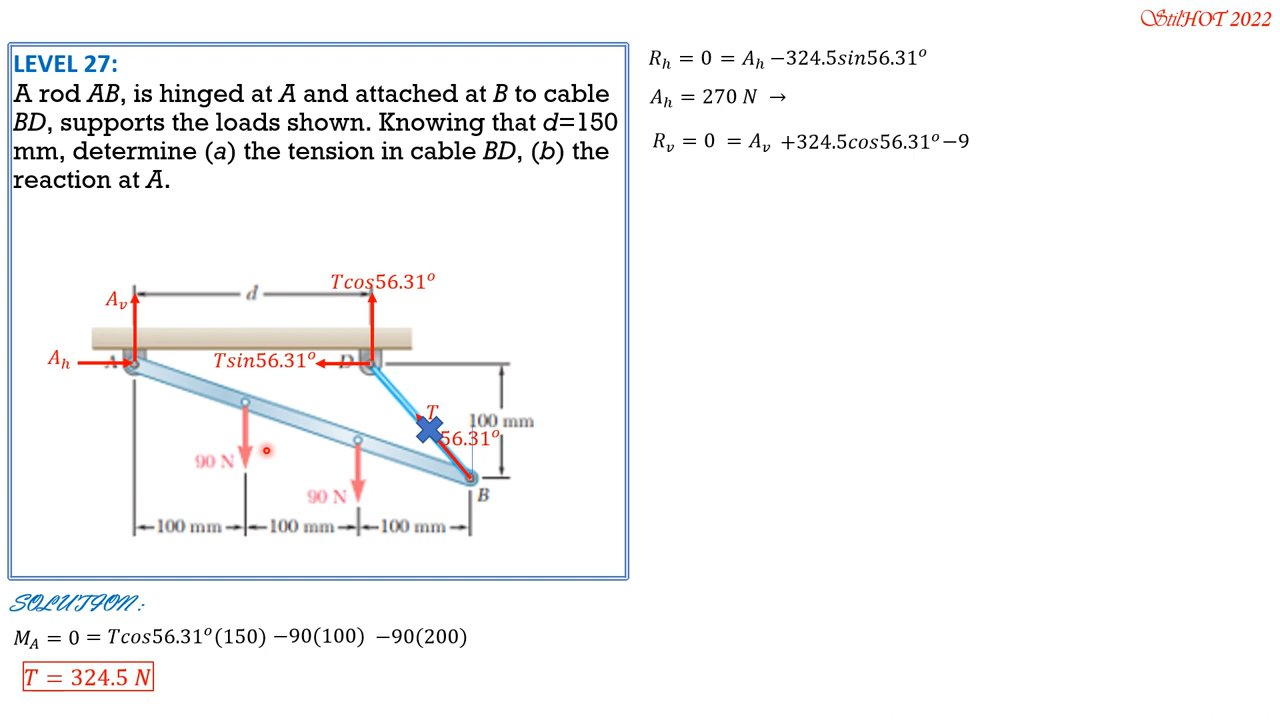 StilHOT 2022
LEVEL 27:
A rod AB, is hinged at A and attached at B to cable
BD, supports the loads shown. Knowing that d=150
mm, determine (a) the tension in cable BD, (b) the
reaction at A.
Tcos56.31°
A_v
d
A_h
A
Tsin56.31°
D
T
100 mm
56.31°
90 N
90 N
B
100 mm
100 mm
100 mm
SOLUTION:
M_A = 0 = Tcos56.31°(150) −90(100) −90(200)
T = 324.5 N
R_h = 0 = A_h −324.5sin56.31°
A_h = 270 N →
R_v = 0 = A_v +324.5cos56.31°−9